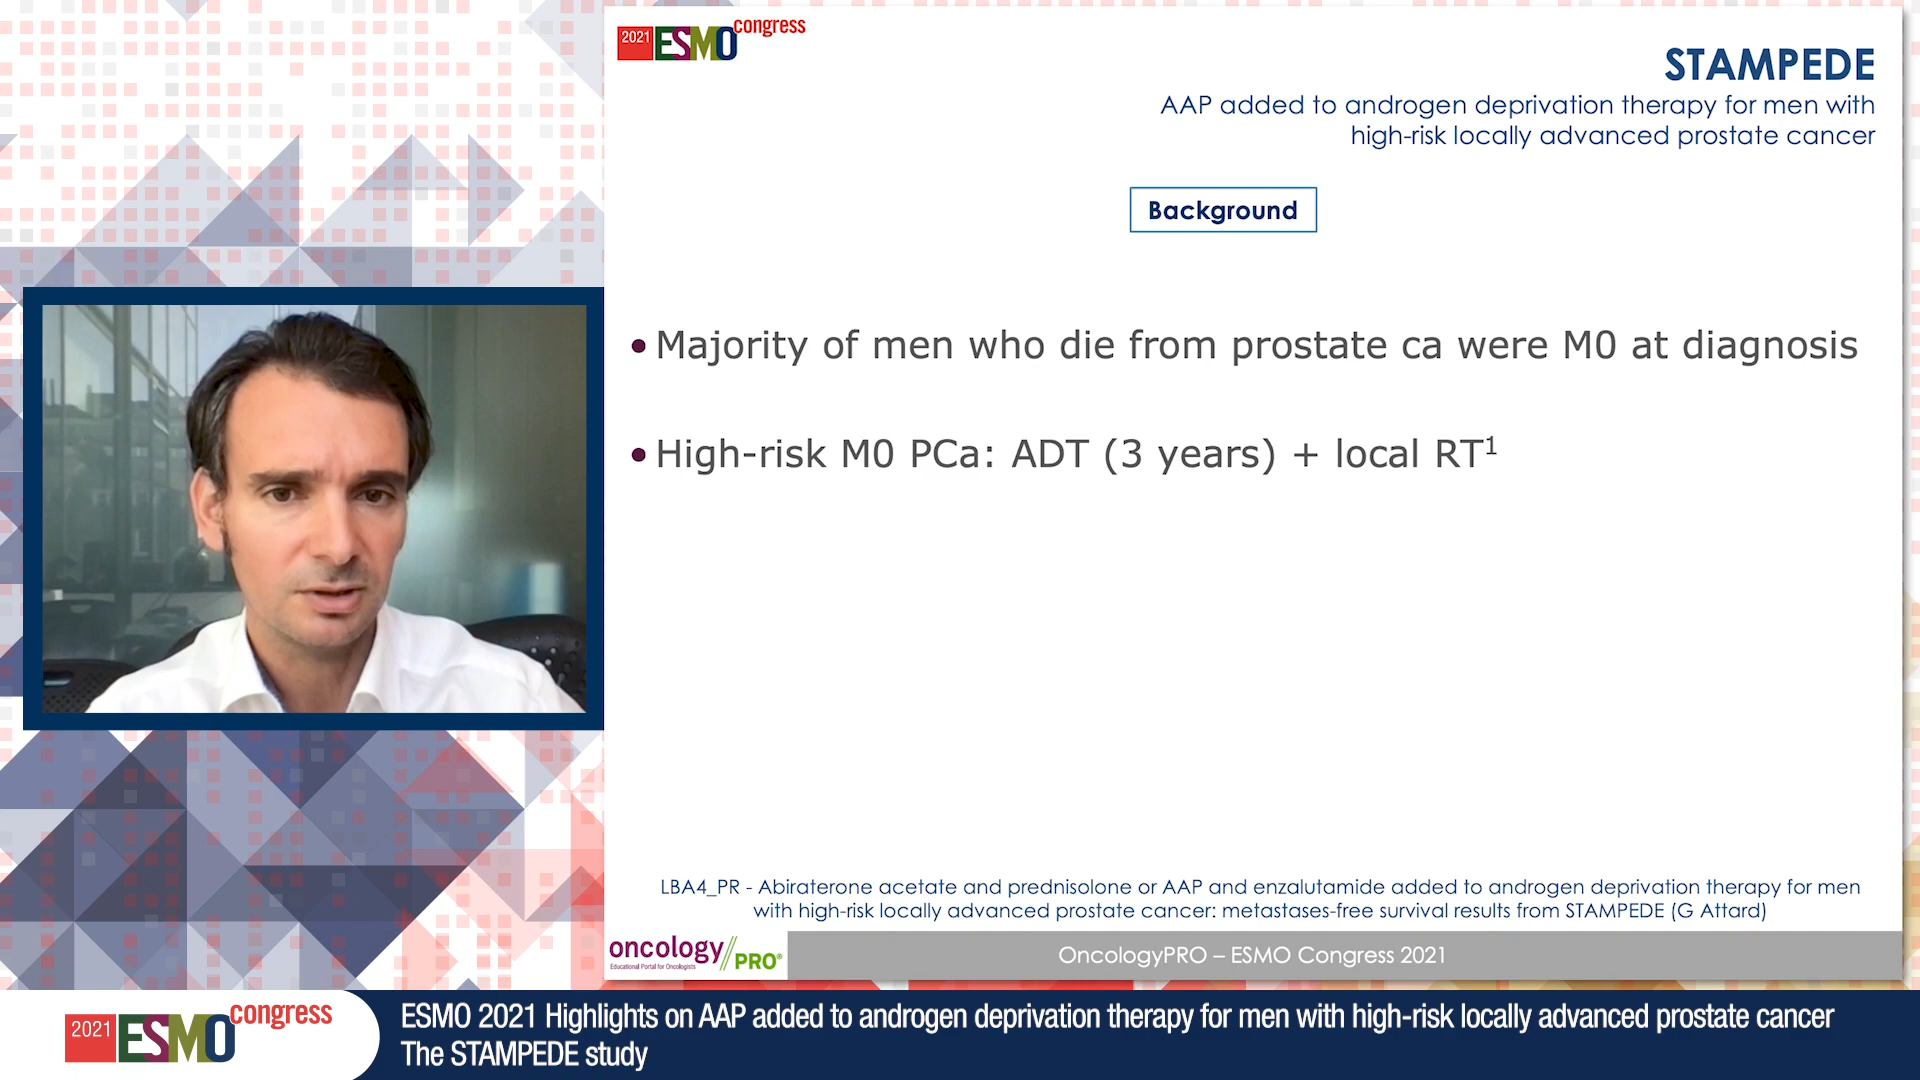 2021 ESMO congress
STAMPEDE
AAP added to androgen deprivation therapy for men with
high-risk locally advanced prostate cancer
Background
• Majority of men who die from prostate ca were M0 at diagnosis
• High-risk M0 PCa: ADT (3 years) + local RT¹
LBA4_PR - Abiraterone acetate and prednisolone or AAP and enzalutamide added to androgen deprivation therapy for men
with high-risk locally advanced prostate cancer: metastases-free survival results from STAMPEDE (G Attard)
oncology//PRO®
Educational Portal for Oncologists
OncologyPRO – ESMO Congress 2021
2021 ESMO congress
ESMO 2021 Highlights on AAP added to androgen deprivation therapy for men with high-risk locally advanced prostate cancer
The STAMPEDE study